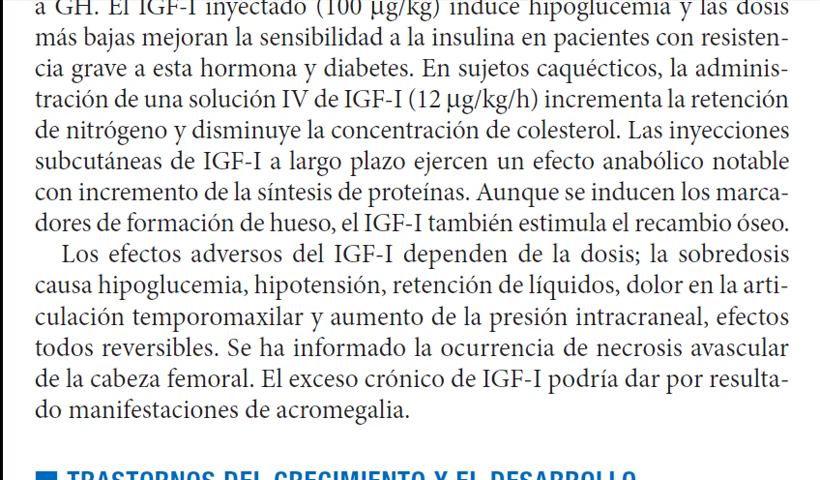 a GH. El IGF-I inyectado (100 μg/kg) induce hipoglucemia y las dosis
más bajas mejoran la sensibilidad a la insulina en pacientes con resisten-
cia grave a esta hormona y diabetes. En sujetos caquécticos, la adminis-
tración de una solución IV de IGF-I (12 μg/kg/h) incrementa la retención
de nitrógeno y disminuye la concentración de colesterol. Las inyecciones
subcutáneas de IGF-I a largo plazo ejercen un efecto anabólico notable
con incremento de la síntesis de proteínas. Aunque se inducen los marca-
dores de formación de hueso, el IGF-I también estimula el recambio óseo.
Los efectos adversos del IGF-I dependen de la dosis; la sobredosis
causa hipoglucemia, hipotensión, retención de líquidos, dolor en la arti-
culación temporomaxilar y aumento de la presión intracraneal, efectos
todos reversibles. Se ha informado la ocurrencia de necrosis avascular
de la cabeza femoral. El exceso crónico de IGF-I podría dar por resulta-
do manifestaciones de acromegalia.
TRASTORNOS DEL CRECIMIENTO Y EL DESARROLLO